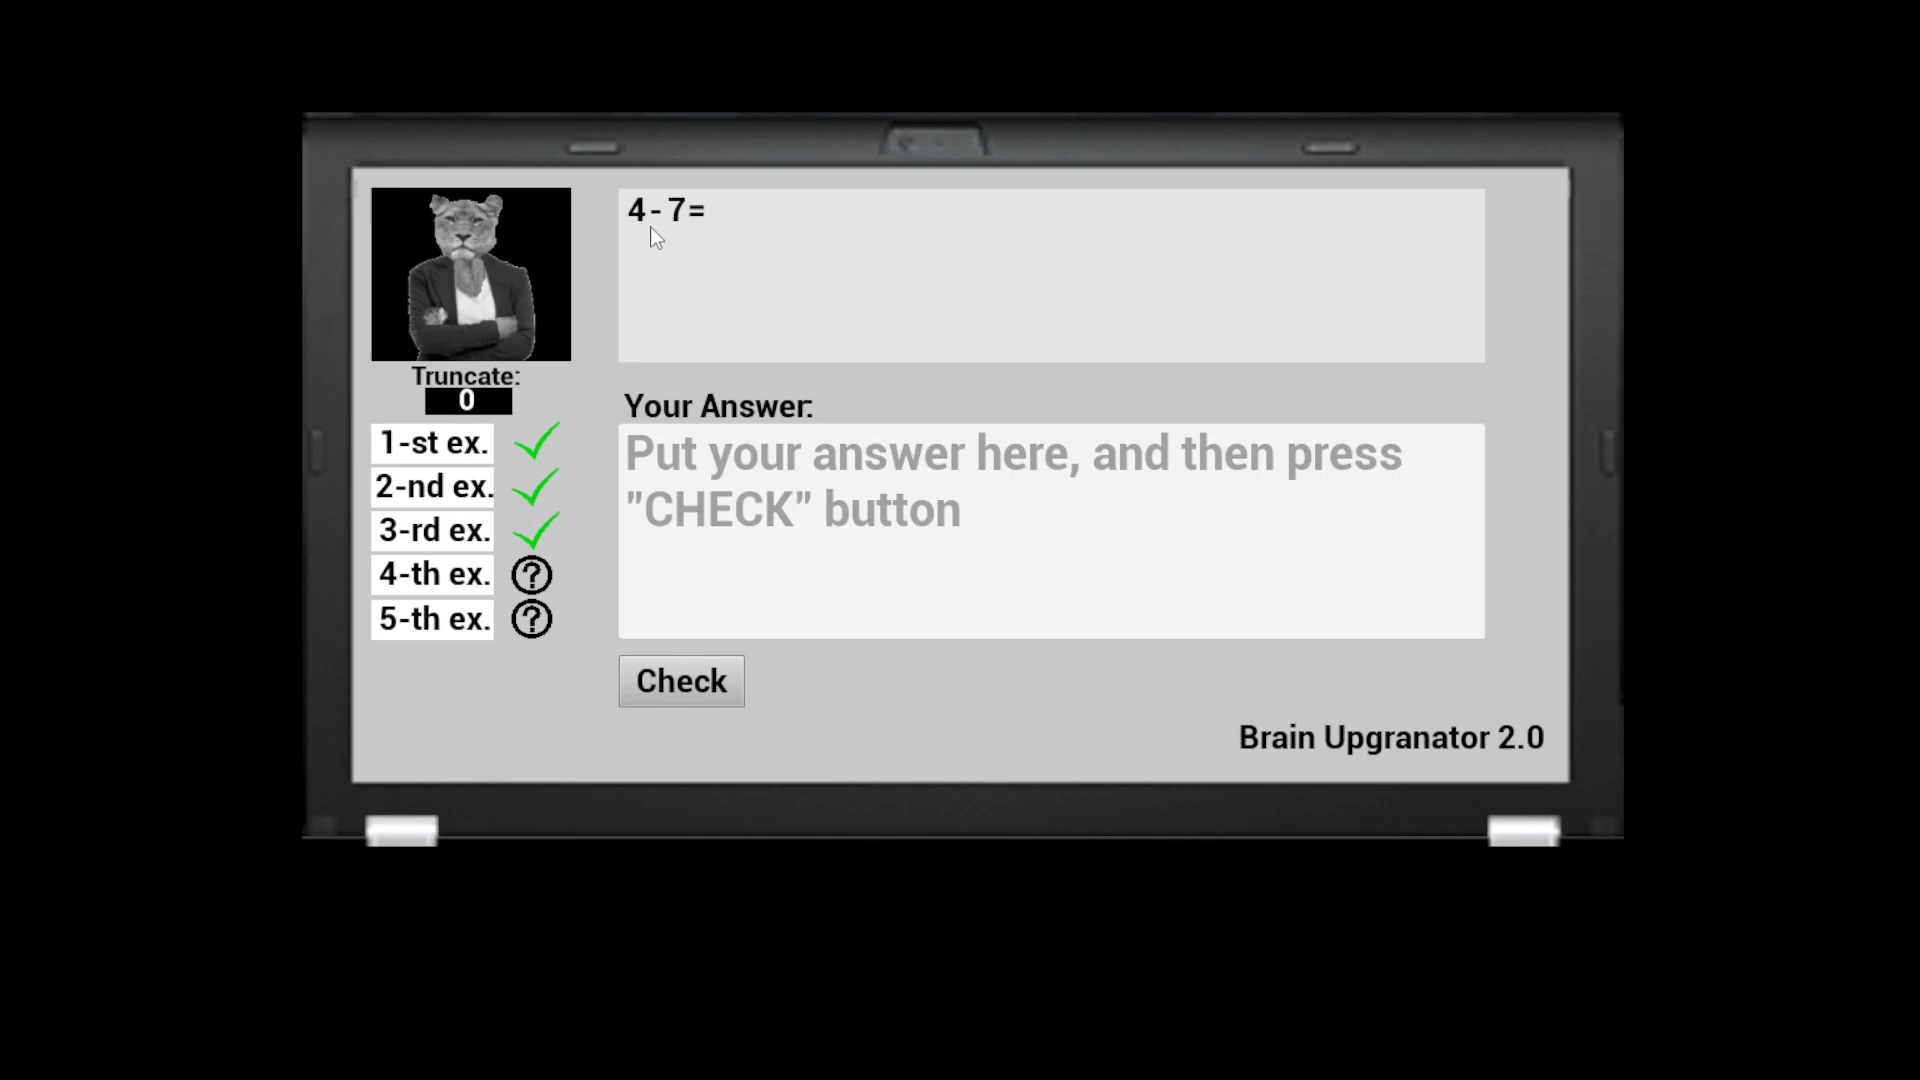 4-7=
Truncate:
0
1-st ex.
2-nd ex.
3-rd ex.
4-th ex.
?
5-th ex.
?
Your Answer:
Put your answer here, and then press
"CHECK" button
Check
Brain Upgranator 2.0